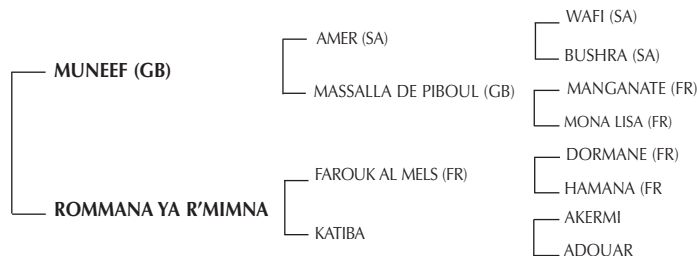 WAFI (SA)
AMER (SA)
BUSHRA (SA)
MUNEEF (GB)
MASSALLA DE PIBOUL (GB)
MANGANATE (FR)
MONA LISA (FR)
DORMANE (FR)
FAROUK AL MELS (FR)
HAMANA (FR
ROMMANA YA R’MIMNA
AKERMI
KATIBA
ADOUAR